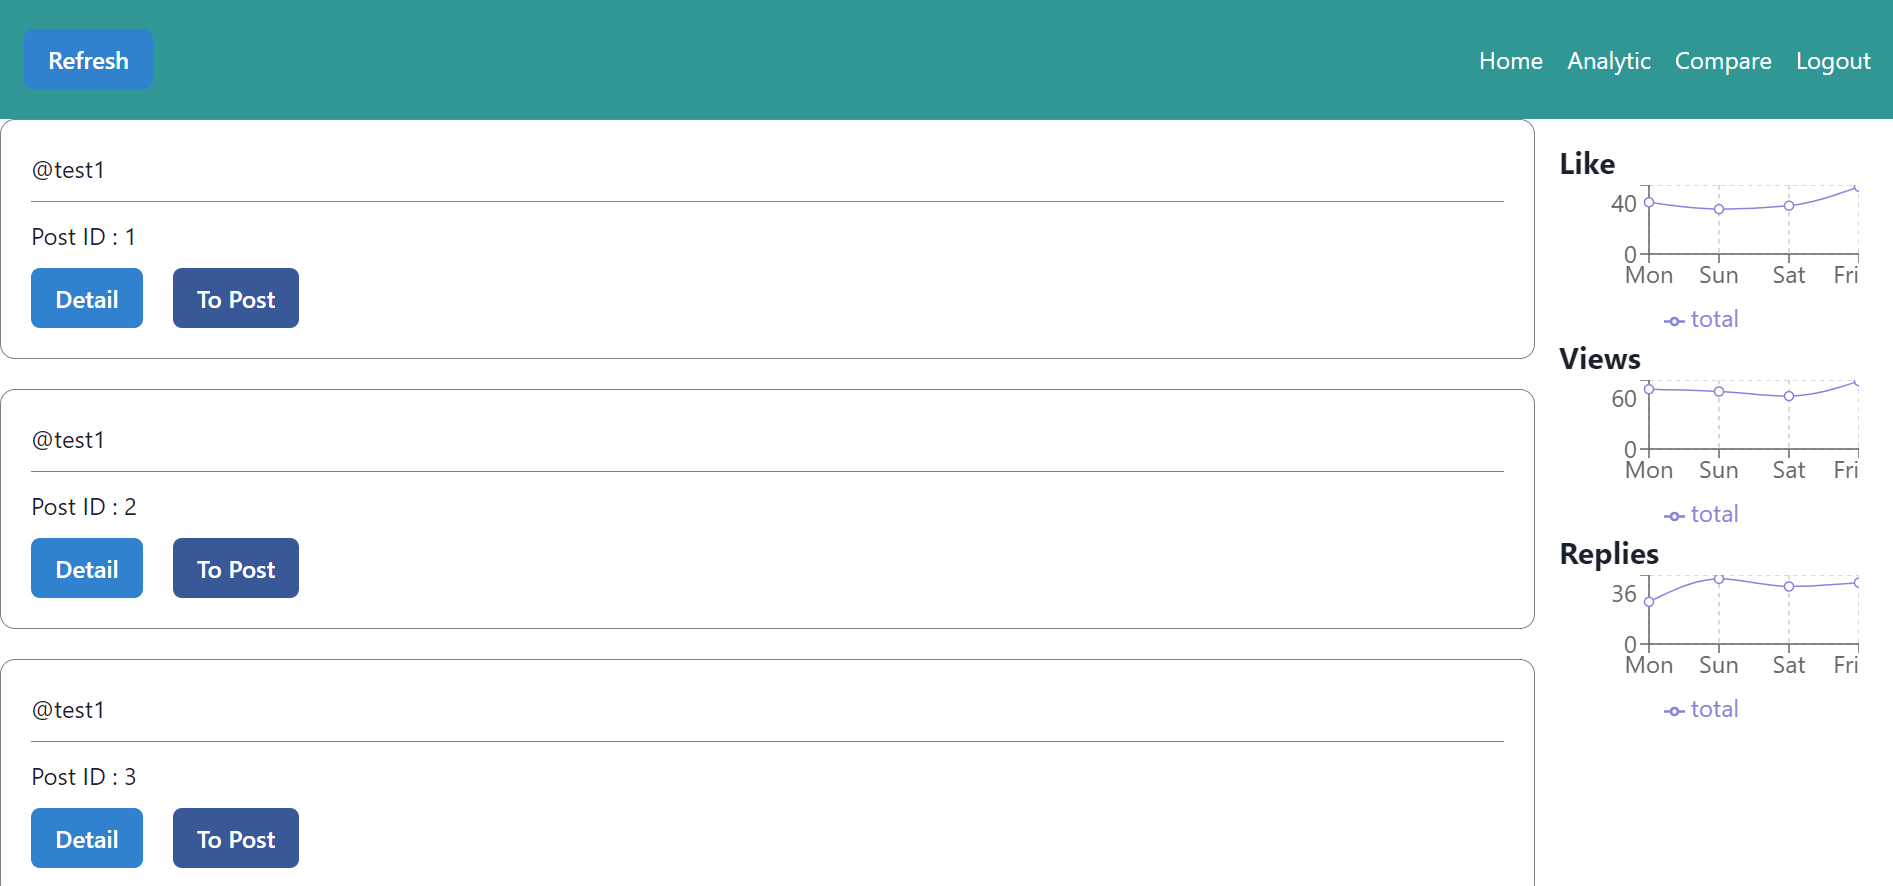 Refresh
Home Analytic Compare Logout
@test1
Post ID : 1
Detail To Post
@test1
Post ID : 2
Detail To Post
@test1
Post ID : 3
Detail To Post
Like
40
0
Mon Sun Sat Fri
total
Views
60
0
Mon Sun Sat Fri
total
Replies
36
0
Mon Sun Sat Fri
total